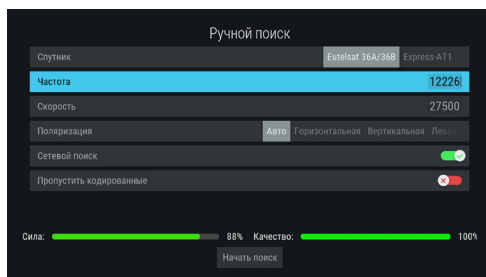 Ручной поиск
Спутник Eutelsat 36A/36B Express-AT1
Частота 12226
Скорость 27500
Поляризация Авто Горизонтальная Вертикальная Левая
Сетевой поиск
Пропустить кодированные
Сила: 88% Качество: 100%
Начать поиск